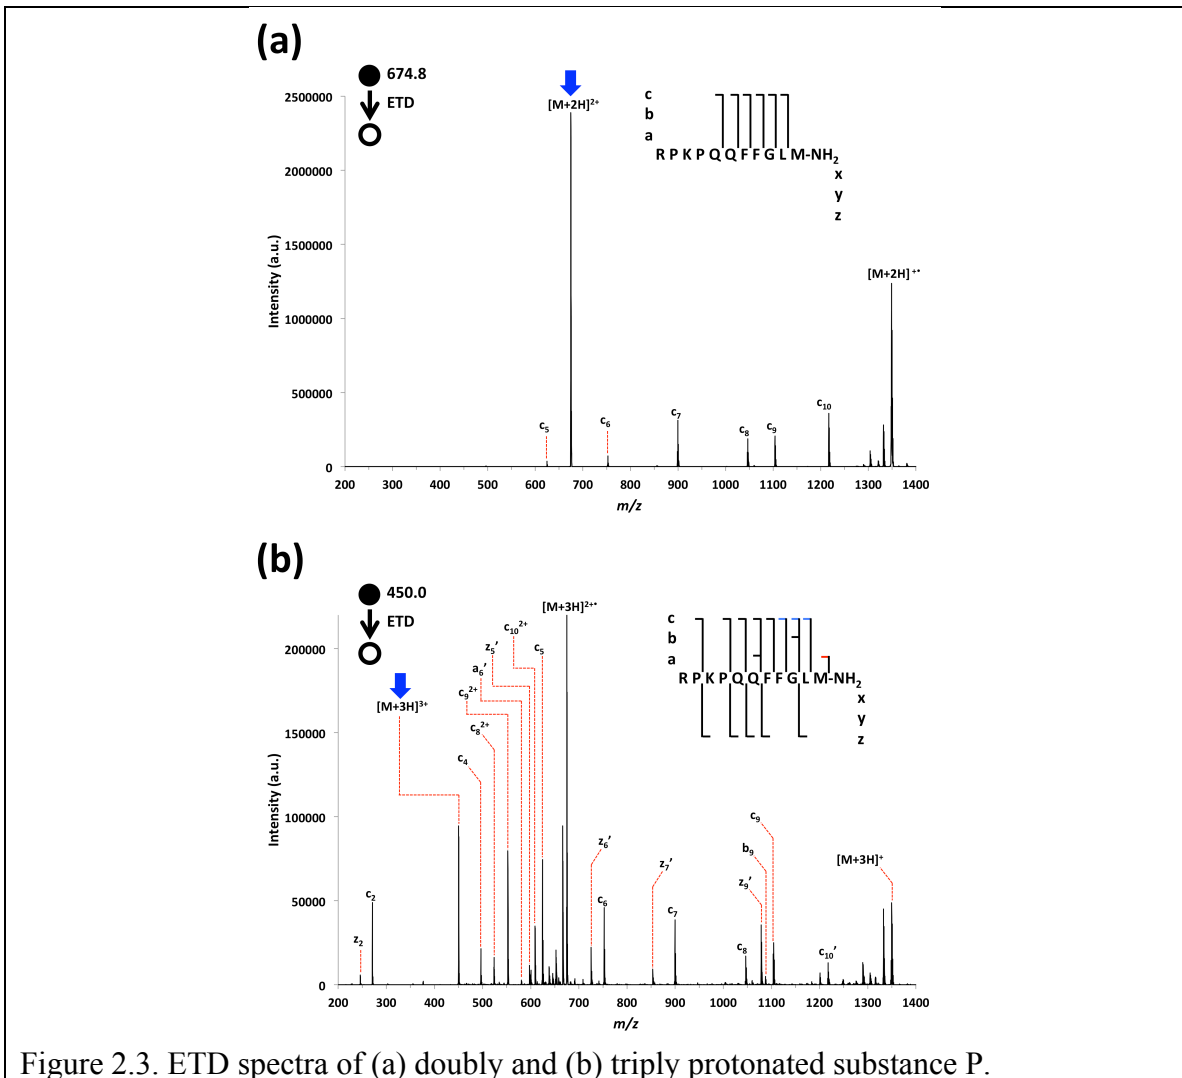 (a)
674.8
ETD
[M+2H]2+
c
b
a
R P K P Q Q F F G L M-NH2
x
y
z
[M+2H] +•
2500000
2000000
1500000
1000000
500000
0
Intensity (a.u.)
c5
c6
c7
c8
c9
c10
200 300 400 500 600 700 800 900 1000 1100 1200 1300 1400
m/z
(b)
450.0
ETD
[M+3H]3+
[M+3H]2+•
c10 2+
z5’
a6’
c9 2+
c8 2+
c4
c5
c
b
a
R P K P Q Q F F G L M-NH2
x
y
z
200000
150000
100000
50000
0
Intensity (a.u.)
z2
c2
z6’
c6
z7’
c7
c9
b9
z9’
c8
c10’
[M+3H]+
200 300 400 500 600 700 800 900 1000 1100 1200 1300 1400
m/z
Figure 2.3. ETD spectra of (a) doubly and (b) triply protonated substance P.